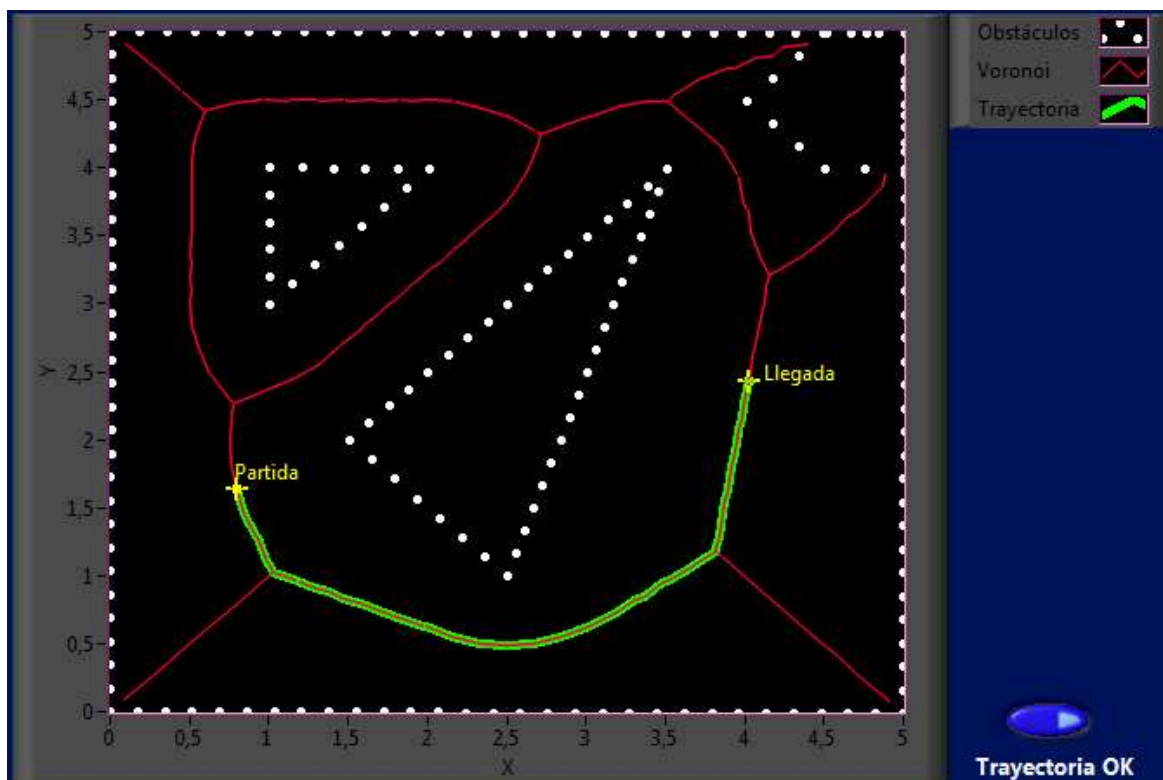 Obstáculos
Voronoi
Trayectoria
5
4,5
4
3,5
3
2,5
2
1,5
1
0,5
0
Y
Llegada
Partida
0 0,5 1 1,5 2 2,5 3 3,5 4 4,5 5
X
Trayectoria OK